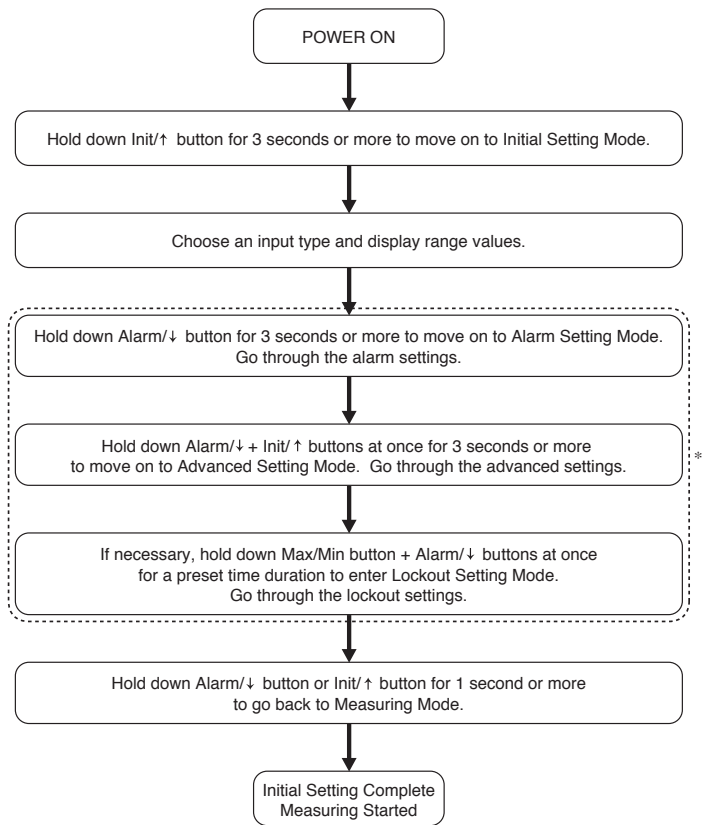 POWER ON
Hold down Init/↑ button for 3 seconds or more to move on to Initial Setting Mode.
Choose an input type and display range values.
Hold down Alarm/↓ button for 3 seconds or more to move on to Alarm Setting Mode.
Go through the alarm settings.
Hold down Alarm/↓ + Init/↑ buttons at once for 3 seconds or more
to move on to Advanced Setting Mode. Go through the advanced settings.
*
If necessary, hold down Max/Min button + Alarm/↓ buttons at once
for a preset time duration to enter Lockout Setting Mode.
Go through the lockout settings.
Hold down Alarm/↓ button or Init/↑ button for 1 second or more
to go back to Measuring Mode.
Initial Setting Complete
Measuring Started